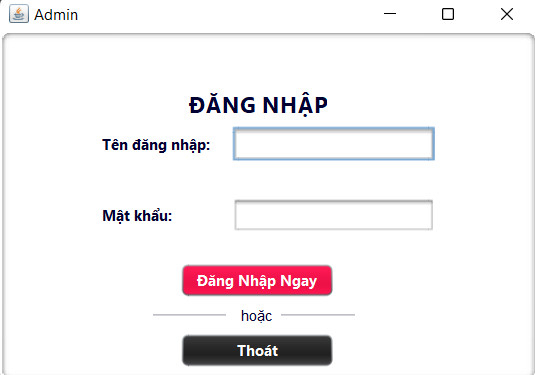 Admin
ĐĂNG NHẬP
Tên đăng nhập:
Mật khẩu:
Đăng Nhập Ngay
hoặc
Thoát